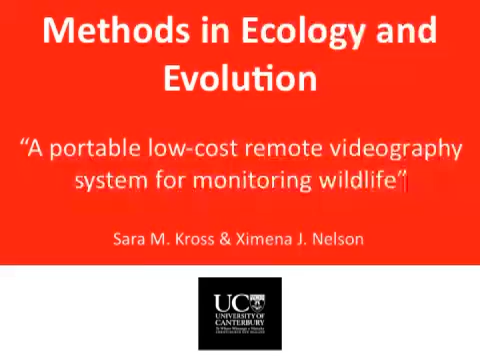 Methods in Ecology and
Evolution
“A portable low-cost remote videography
system for monitoring wildlife”
Sara M. Kross & Ximena J. Nelson
UC
UNIVERSITY OF
CANTERBURY